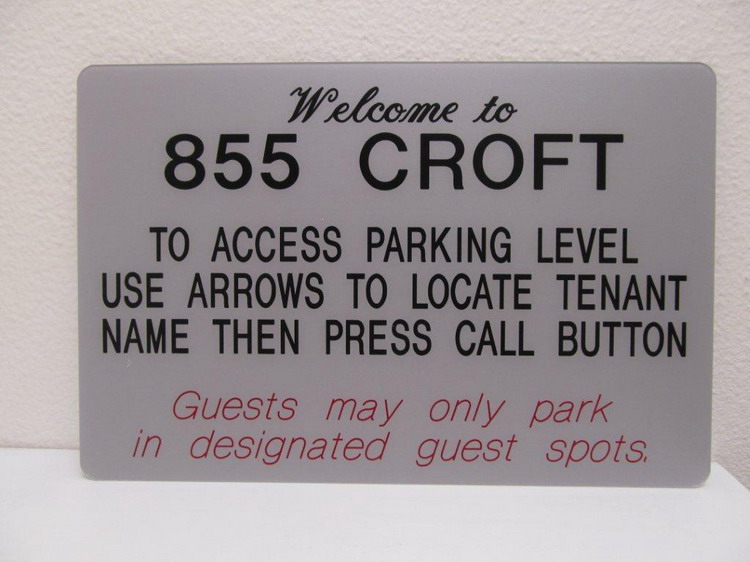 Welcome to
855 CROFT
TO ACCESS PARKING LEVEL
USE ARROWS TO LOCATE TENANT
NAME THEN PRESS CALL BUTTON
Guests may only park
in designated guest spots.